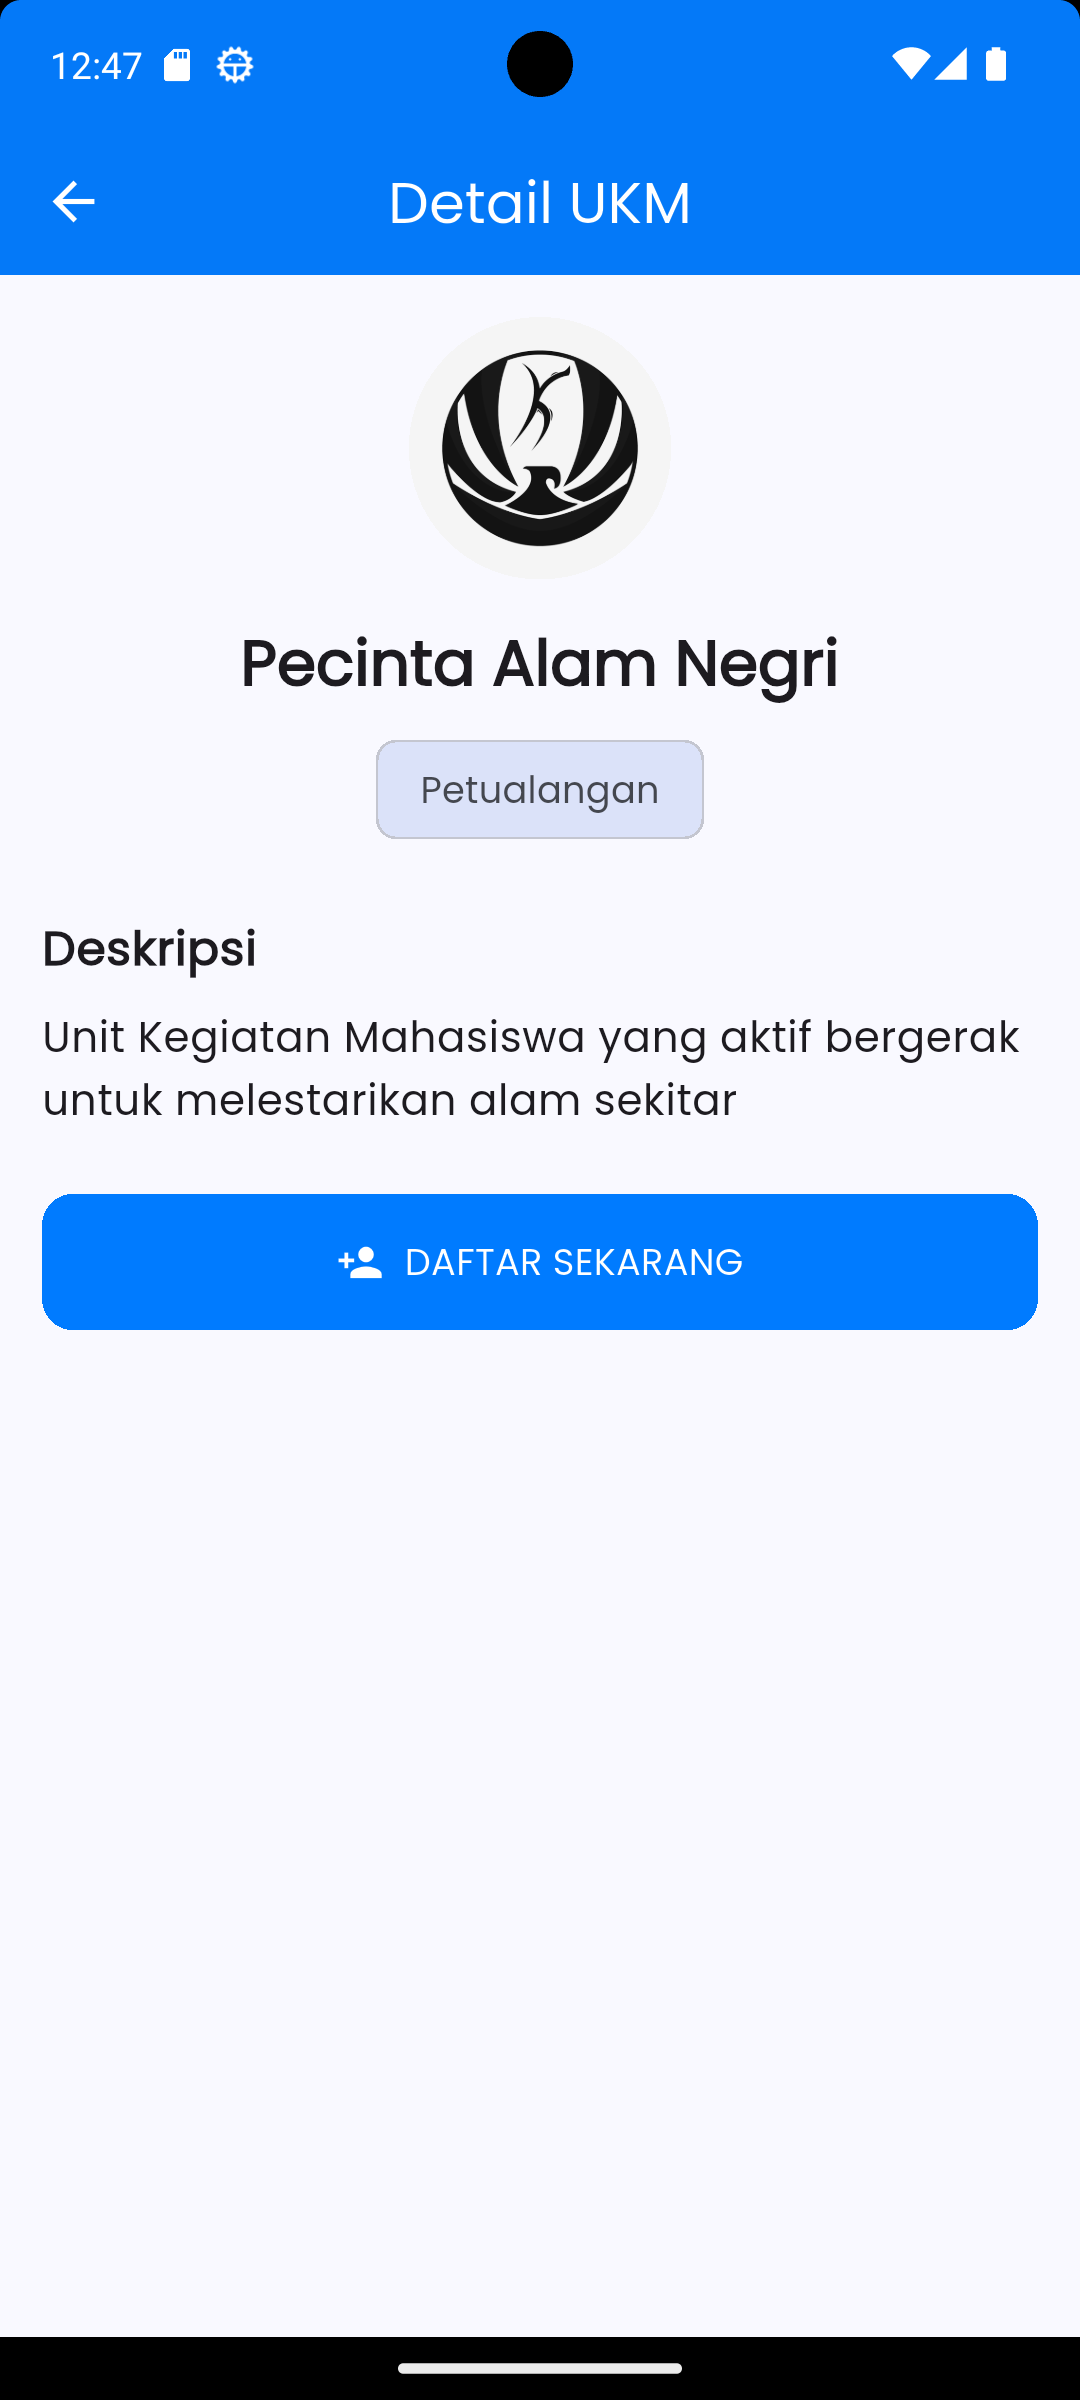 12:47
Detail UKM
Pecinta Alam Negri
Petualangan
Deskripsi
Unit Kegiatan Mahasiswa yang aktif bergerak
untuk melestarikan alam sekitar
DAFTAR SEKARANG